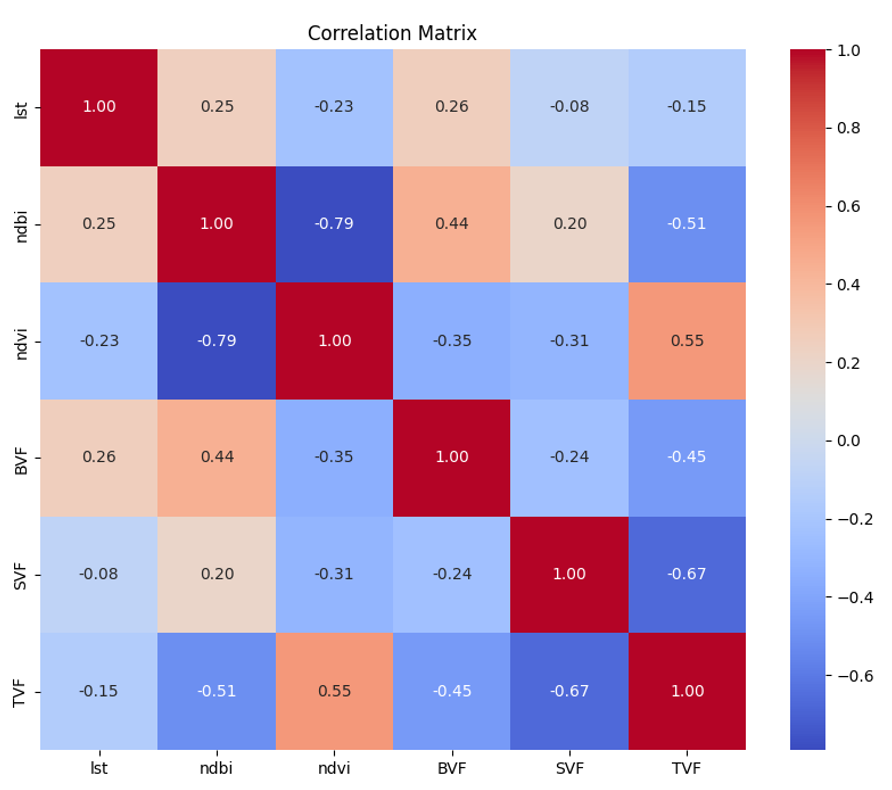 Correlation Matrix
lst 1.00 0.25 -0.23 0.26 -0.08 -0.15
ndbi 0.25 1.00 -0.79 0.44 0.20 -0.51
ndvi -0.23 -0.79 1.00 -0.35 -0.31 0.55
BVF 0.26 0.44 -0.35 1.00 -0.24 -0.45
SVF -0.08 0.20 -0.31 -0.24 1.00 -0.67
TVF -0.15 -0.51 0.55 -0.45 -0.67 1.00
lst ndbi ndvi BVF SVF TVF
1.0
0.8
0.6
0.4
0.2
0.0
−0.2
−0.4
−0.6